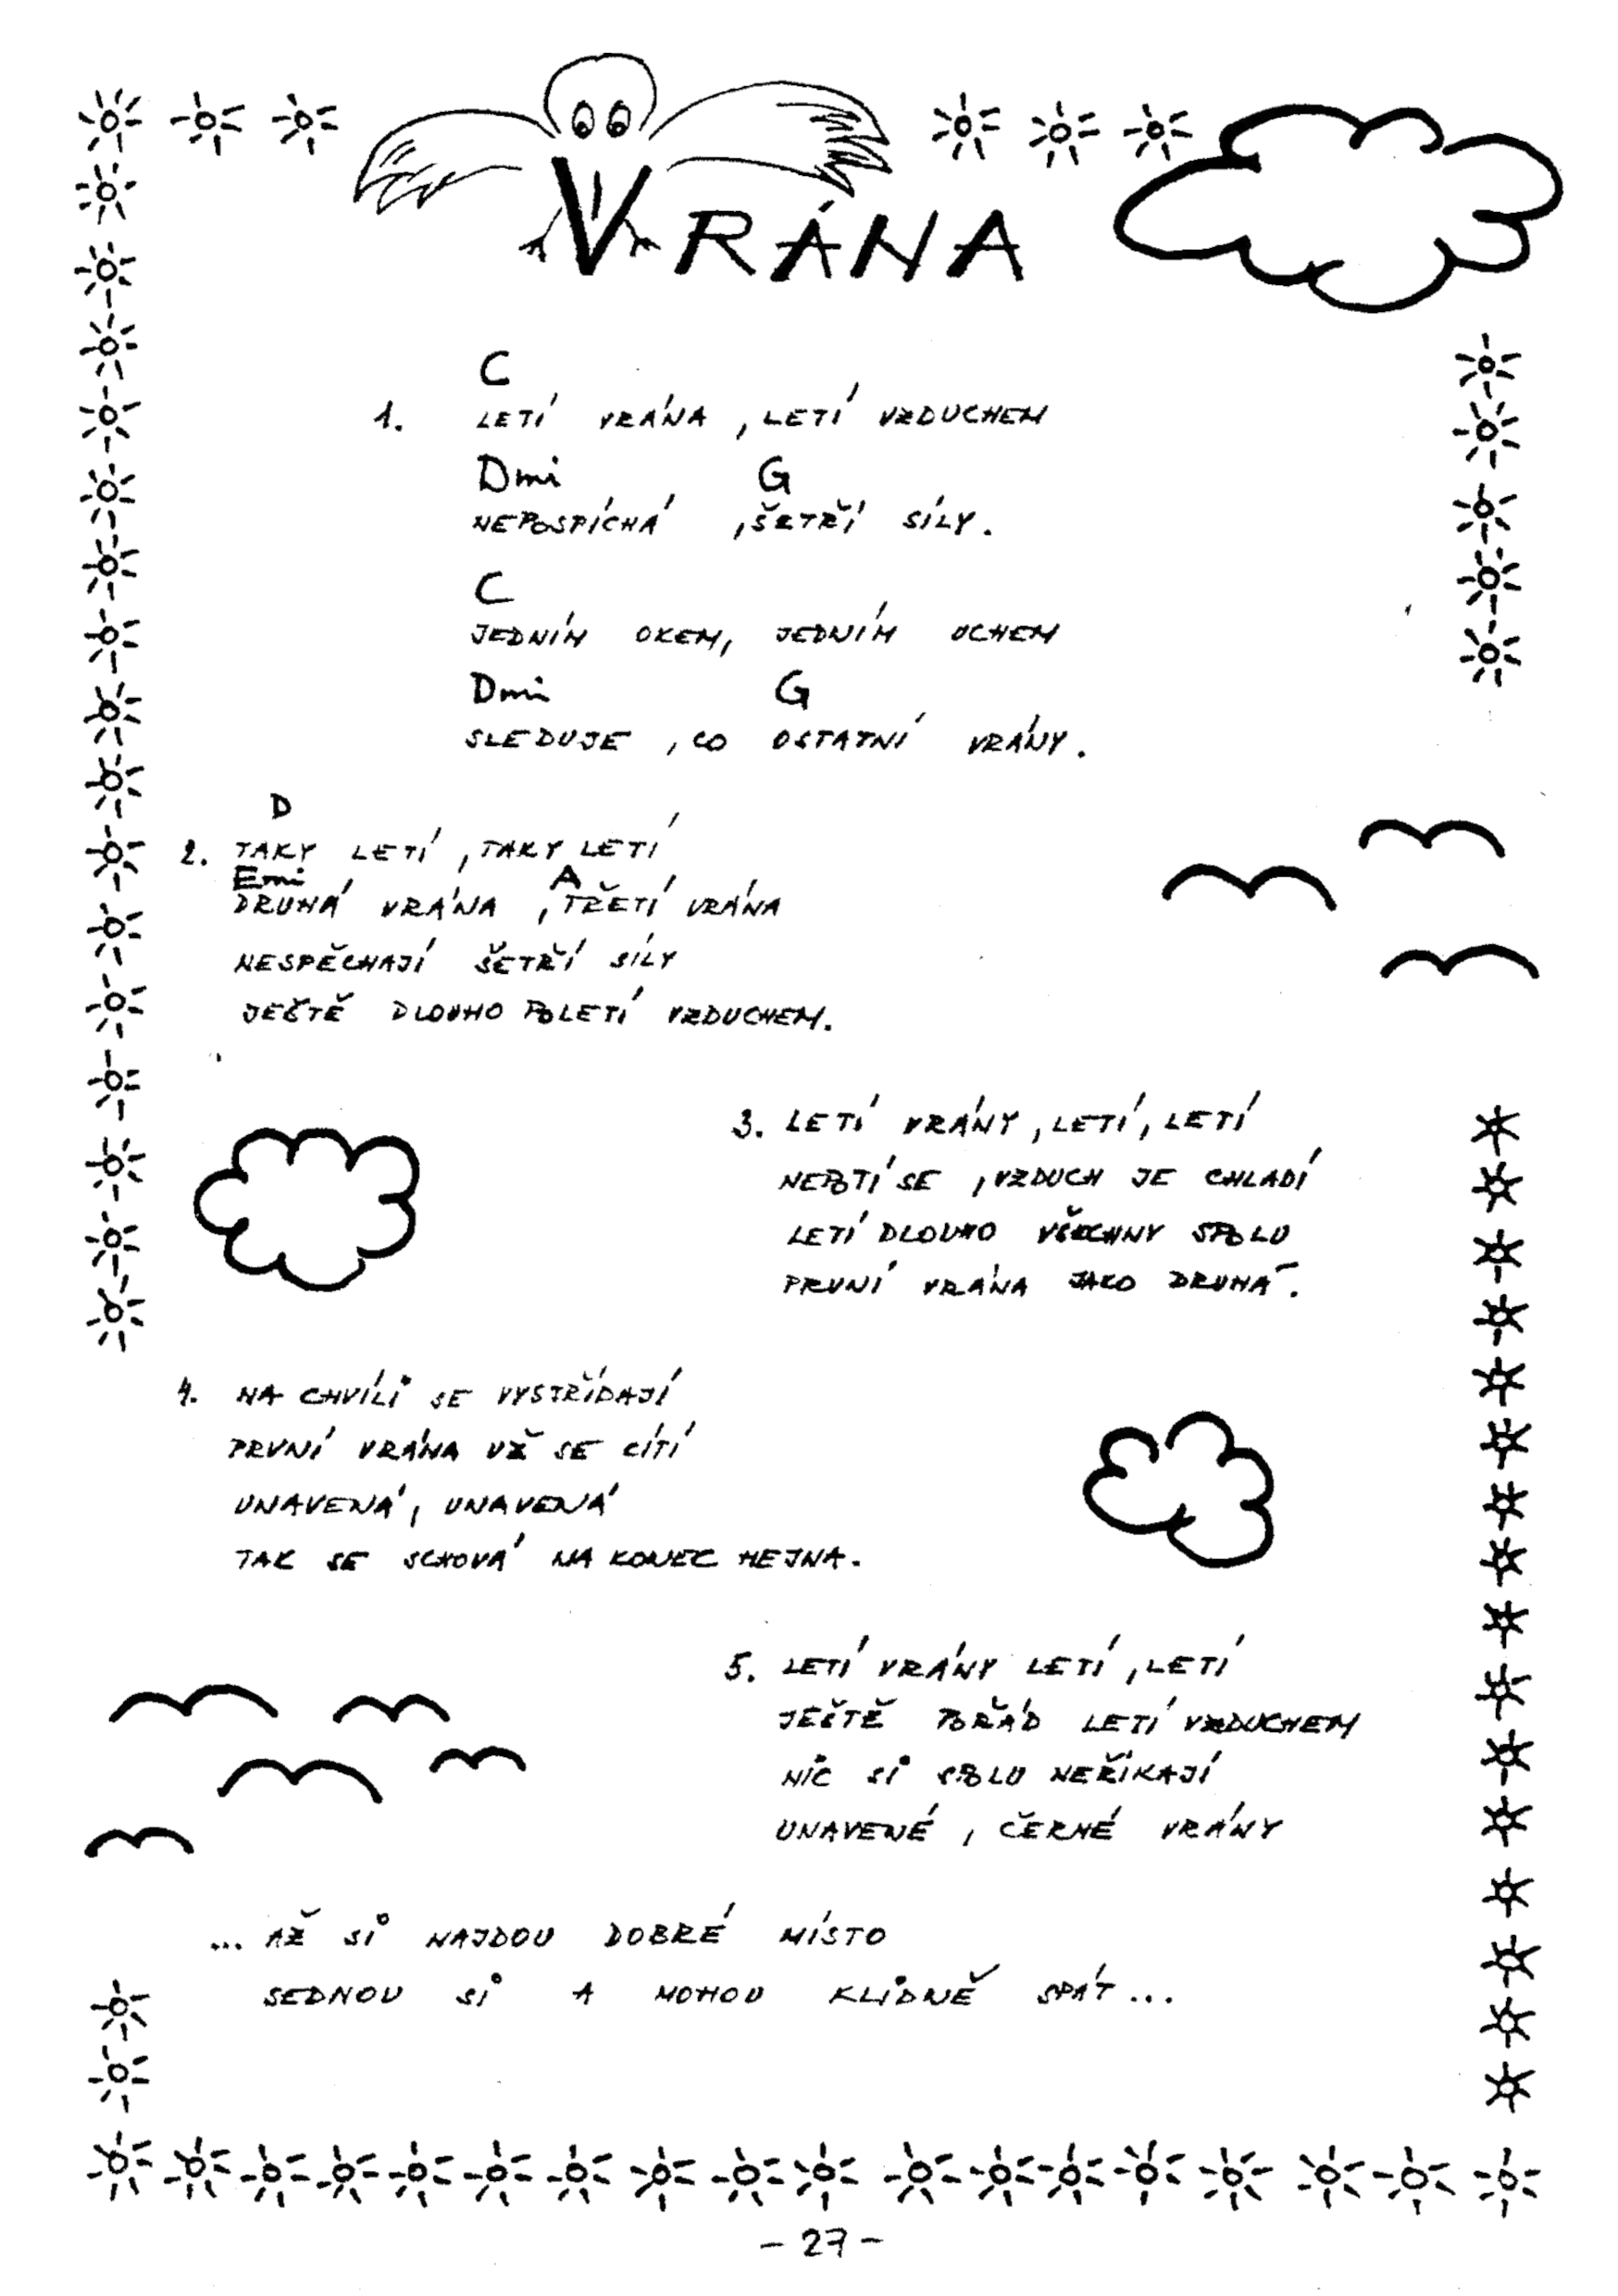 VRÁNA
C
1. LETÍ VRÁNA, LETÍ VZDUCHEM
Dmi G
NEPOSPÍCHÁ, ŠETŘÍ SÍLY.
C
JEDNÍM OKEM, JEDNÍM UCHEM
Dmi G
SLEDUJE, CO OSTATNÍ VRÁNY.
D
2. TAKY LETÍ, TAKY LETÍ
Emi A
DRUHÁ VRÁNA, TŘETÍ VRÁNA
NESPĚCHAJÍ ŠETŘÍ SÍLY
JEŠTĚ DLOUHO POLETÍ VZDUCHEM.
3. LETÍ VRÁNY, LETÍ, LETÍ
NEPOTÍ SE, VZDUCH JE CHLADÍ
LETÍ DLOUHO VŠECHNY SPOLU
PRVNÍ VRÁNA JAKO DRUHÁ.
4. NA CHVÍLI SE VYSTŘÍDAJÍ
PRVNÍ VRÁNA UŽ SE CÍTÍ
UNAVENÁ, UNAVENÁ
TAK SE SCHOVÁ NA KONEC HEJNA.
5. LETÍ VRÁNY LETÍ, LETÍ
JEŠTĚ POŘÁD LETÍ VZDUCHEM
NIC SI SPOLU NEŘÍKAJÍ
UNAVENÉ, ČERNÉ VRÁNY
... AŽ SI NAJDOU DOBRÉ MÍSTO
SEDNOU SI A MOHOU KLIDNĚ SPÁT...
- 27 -